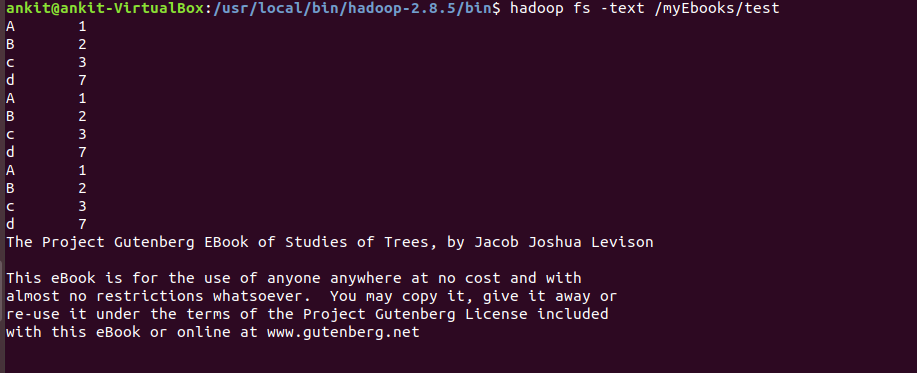 ankit@ankit-VirtualBox:/usr/local/bin/hadoop-2.8.5/bin$ hadoop fs -text /myEbooks/test
A 1
B 2
c 3
d 7
A 1
B 2
c 3
d 7
A 1
B 2
c 3
d 7
The Project Gutenberg EBook of Studies of Trees, by Jacob Joshua Levison
This eBook is for the use of anyone anywhere at no cost and with
almost no restrictions whatsoever.  You may copy it, give it away or
re-use it under the terms of the Project Gutenberg License included
with this eBook or online at www.gutenberg.net